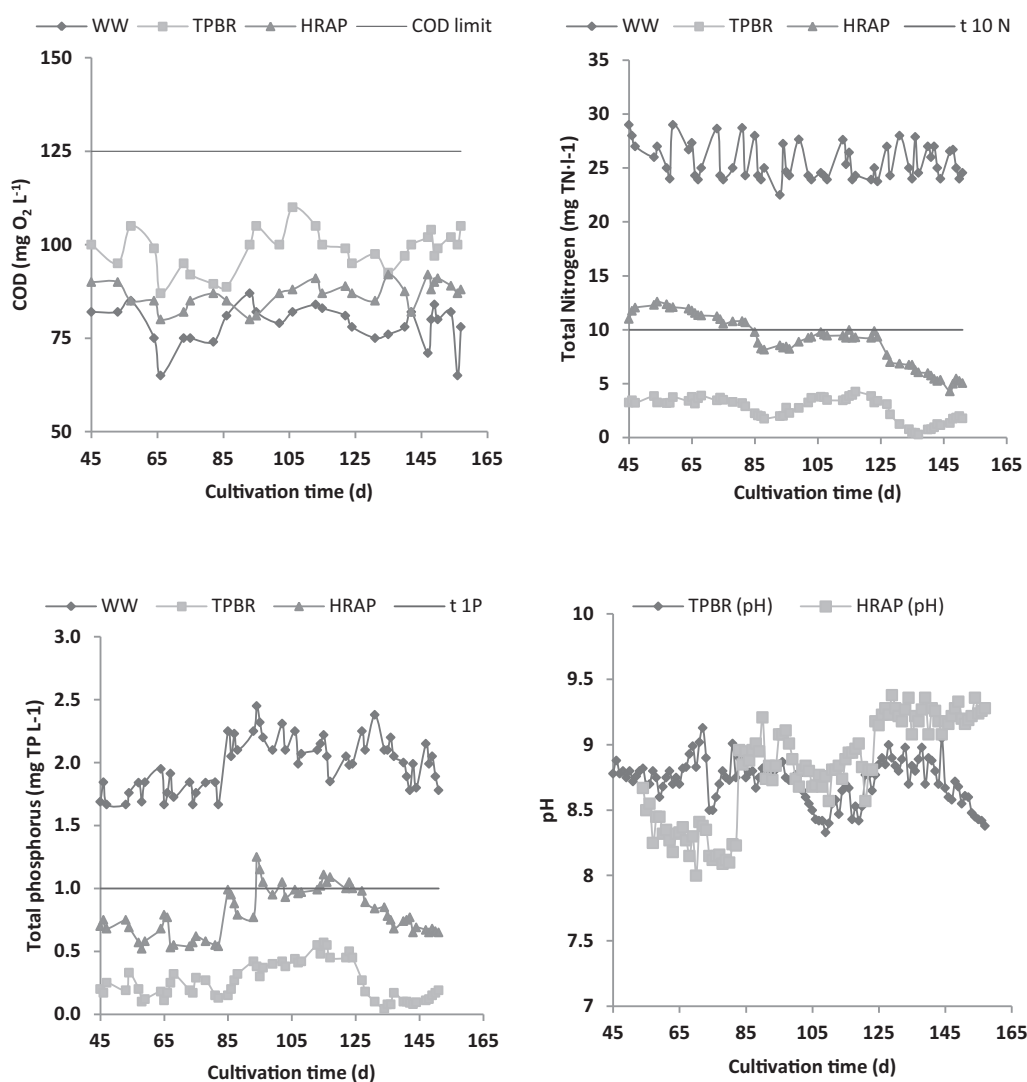 WW TPBR HRAP COD limit
150
125
100
75
50
COD (mg O₂ L⁻¹)
45 65 85 105 125 145 165
Cultivation time (d)
WW TPBR HRAP t 10 N
35
30
25
20
15
10
5
0
Total Nitrogen (mg TN·l-1)
45 65 85 105 125 145 165
Cultivation time (d)
WW TPBR HRAP t 1P
3.0
2.5
2.0
1.5
1.0
0.5
0.0
Total phosphorus (mg TP L-1)
45 65 85 105 125 145 165
Cultivation time (d)
TPBR (pH) HRAP (pH)
10
9.5
9
8.5
8
7.5
7
pH
45 65 85 105 125 145 165
Cultivation time (d)